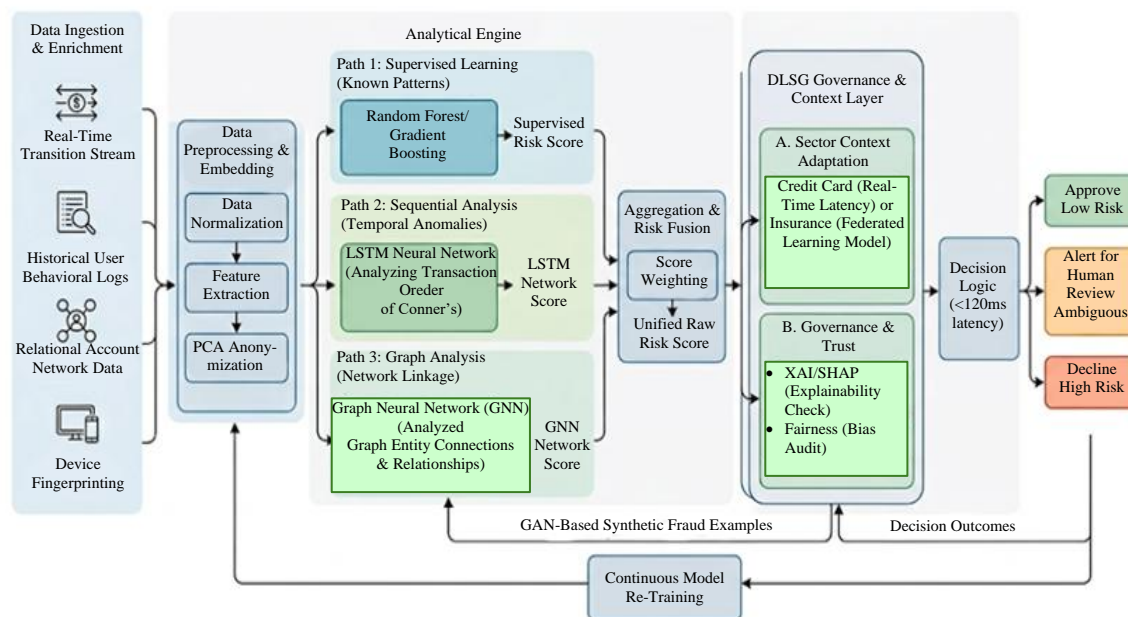 Data Ingestion
& Enrichment
Real-Time
Transition Stream
Historical User
Behavioral Logs
Relational Account
Network Data
Device
Fingerprinting
Data
Preprocessing &
Embedding
Data
Normalization
Feature
Extraction
PCA Anony-
mization
Analytical Engine
Path 1: Supervised Learning
(Known Patterns)
Random Forest/
Gradient
Boosting
Supervised
Risk Score
Path 2: Sequential Analysis
(Temporal Anomalies)
LSTM Neural Network
(Analyzing Transaction
Oreder
of Conner’s)
LSTM
Network
Score
Path 3: Graph Analysis
(Network Linkage)
Graph Neural Network (GNN)
(Analyzed
Graph Entity Connections
& Relationships)
GNN
Network
Score
Aggregation &
Risk Fusion
Score
Weighting
Unified Raw
Risk Score
DLSG Governance &
Context Layer
A. Sector Context
Adaptation
Credit Card (Real-
Time Latency) or
Insurance (Federated
Learning Model)
B. Governance &
Trust
• XAI/SHAP
(Explainability
Check)
• Fairness (Bias
Audit)
Decision
Logic
(<120ms
latency)
Approve
Low Risk
Alert for
Human
Review
Ambiguous
Decline
High Risk
GAN-Based Synthetic Fraud Examples
Decision Outcomes
Continuous Model
Re-Training